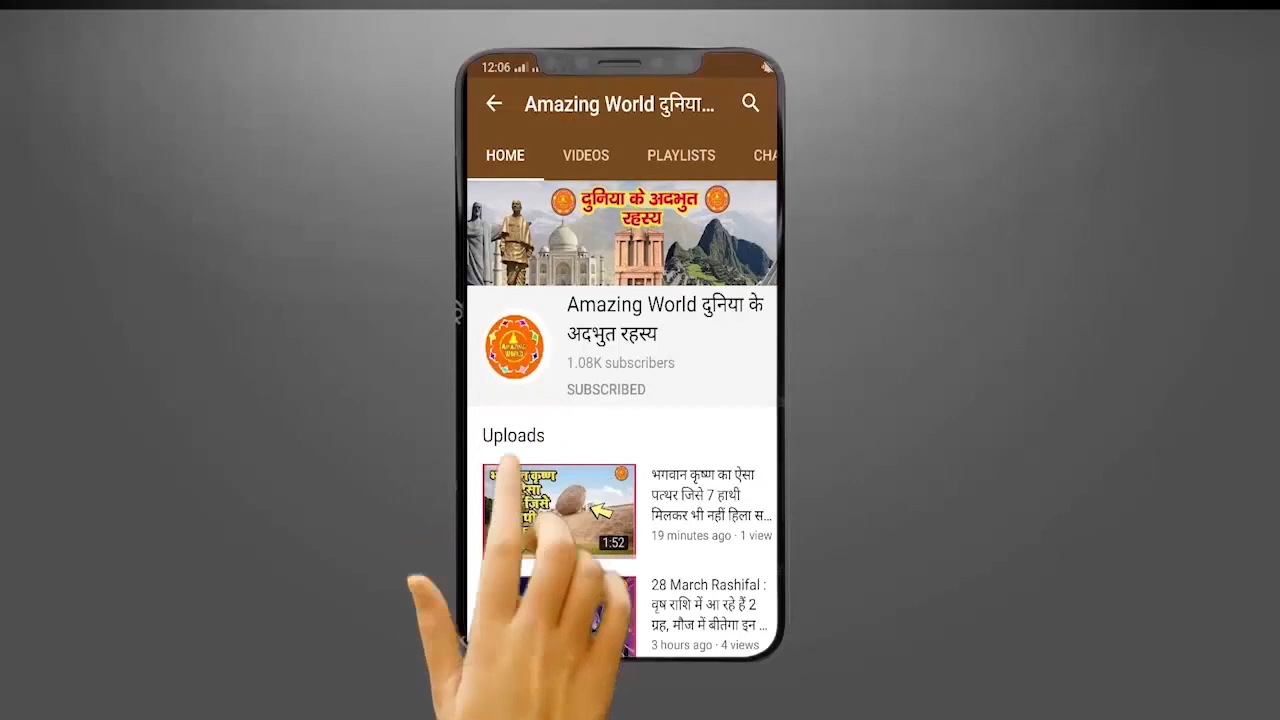 12:06
Amazing World दुनिया...
HOME VIDEOS PLAYLISTS CHA
दुनिया के अदभुत
रहस्य
Amazing World दुनिया के
अदभुत रहस्य
AMAZING
WORLD
1.08K subscribers
SUBSCRIBED
Uploads
कृष्ण
जिसे
1:52
भगवान कृष्ण का ऐसा
पत्थर जिसे 7 हाथी
मिलकर भी नहीं हिला स...
19 minutes ago · 1 view
28 March Rashifal :
वृष राशि में आ रहे हैं 2
ग्रह, मौज में बीतेगा इन ...
3 hours ago · 4 views